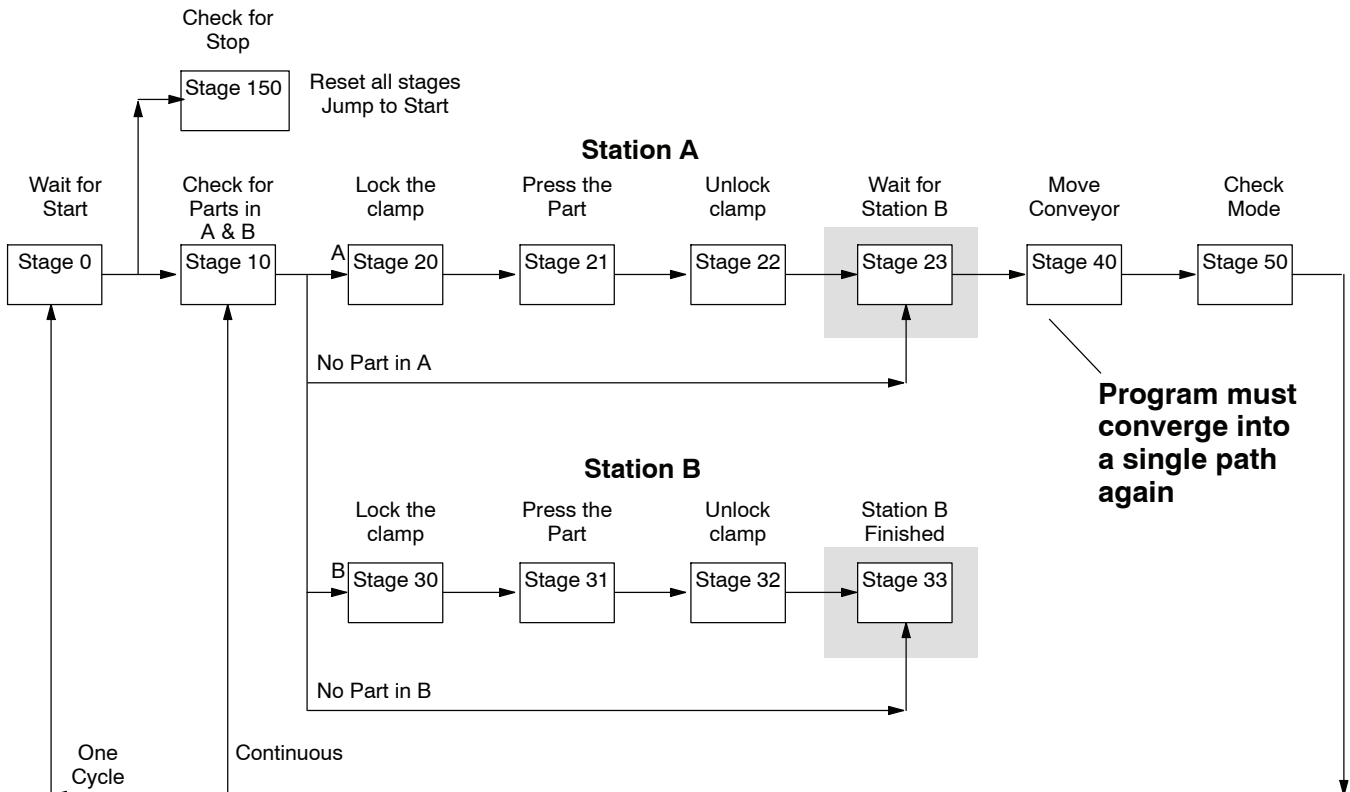 Check for
Stop
Stage 150
Reset all stages
Jump to Start
Station A
Wait for
Start
Check for
Parts in
A & B
Lock the
clamp
Press the
Part
Unlock
clamp
Wait for
Station B
Move
Conveyor
Check
Mode
Stage 0
Stage 10
A
Stage 20
Stage 21
Stage 22
Stage 23
Stage 40
Stage 50
No Part in A
Program must
converge into
a single path
again
Station B
Lock the
clamp
Press the
Part
Unlock
clamp
Station B
Finished
B
Stage 30
Stage 31
Stage 32
Stage 33
No Part in B
One
Cycle
Continuous